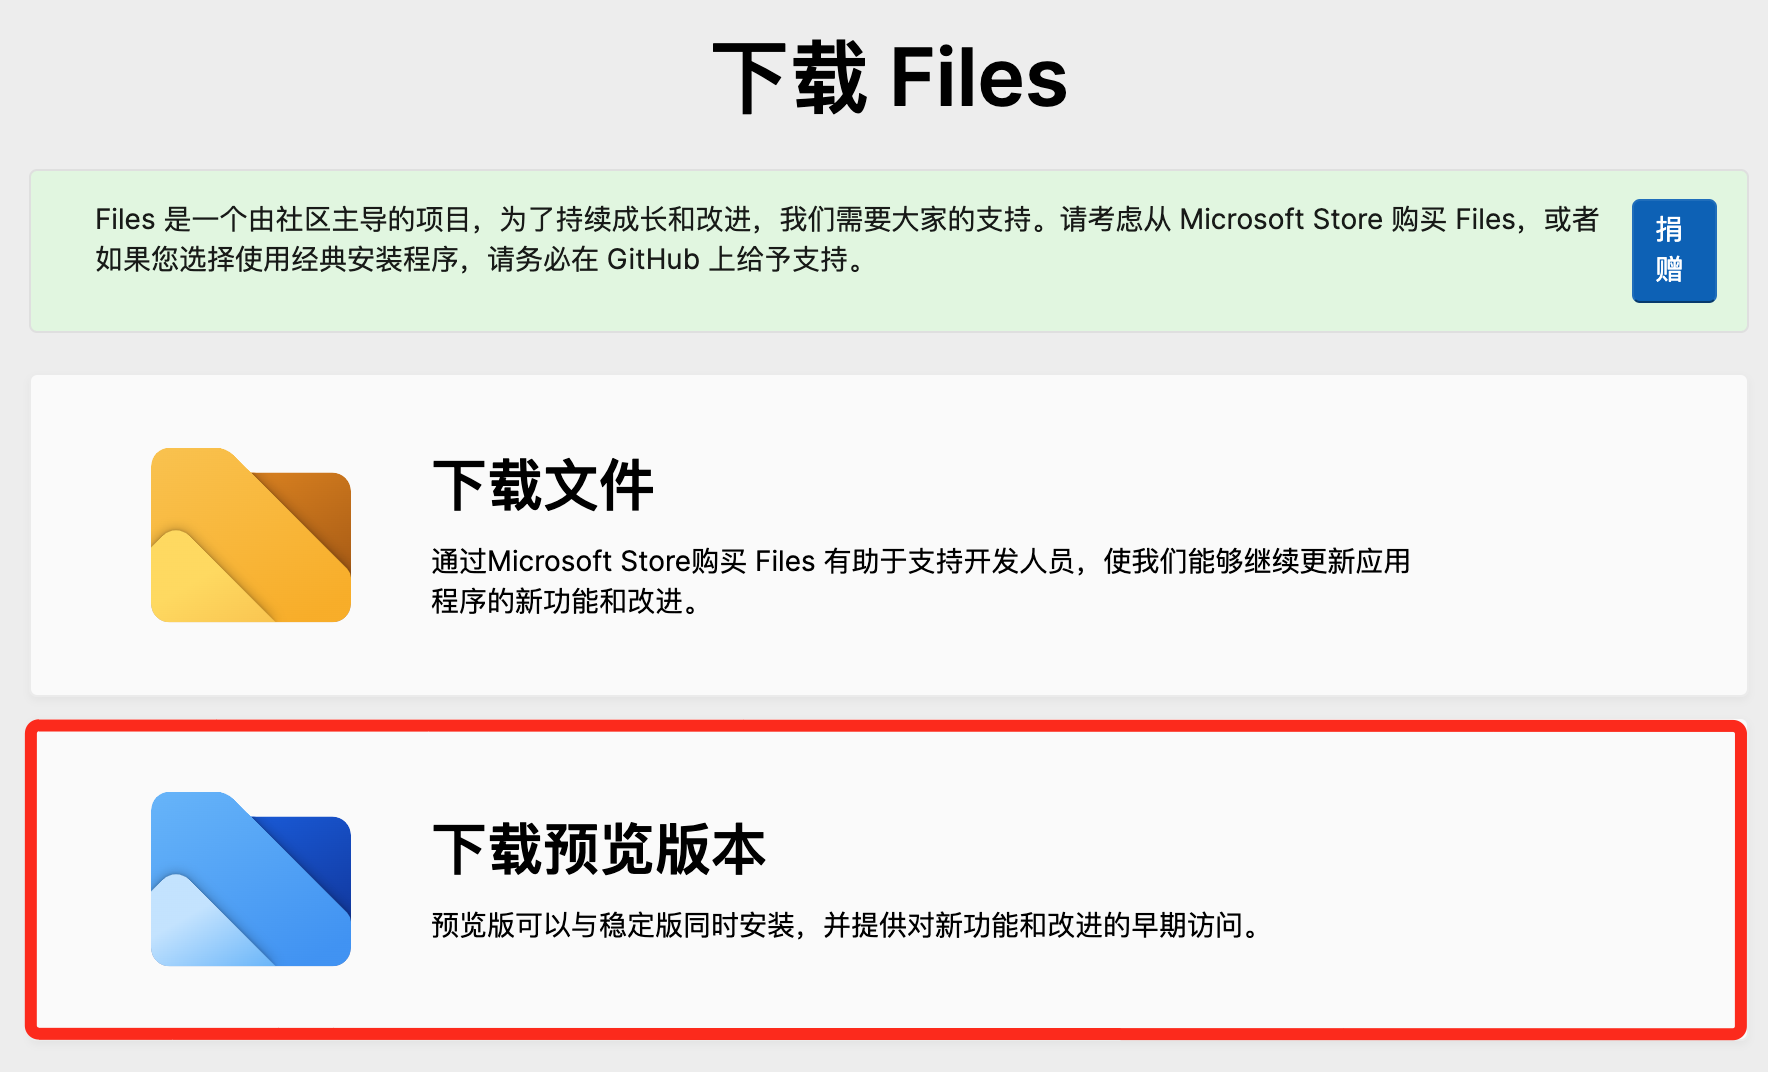 下载 Files
Files 是一个由社区主导的项目，为了持续成长和改进，我们需要大家的支持。请考虑从 Microsoft Store 购买 Files，或者
如果您选择使用经典安装程序，请务必在 GitHub 上给予支持。
捐
赠
下载文件
通过Microsoft Store购买 Files 有助于支持开发人员，使我们能够继续更新应用
程序的新功能和改进。
下载预览版本
预览版可以与稳定版同时安装，并提供对新功能和改进的早期访问。